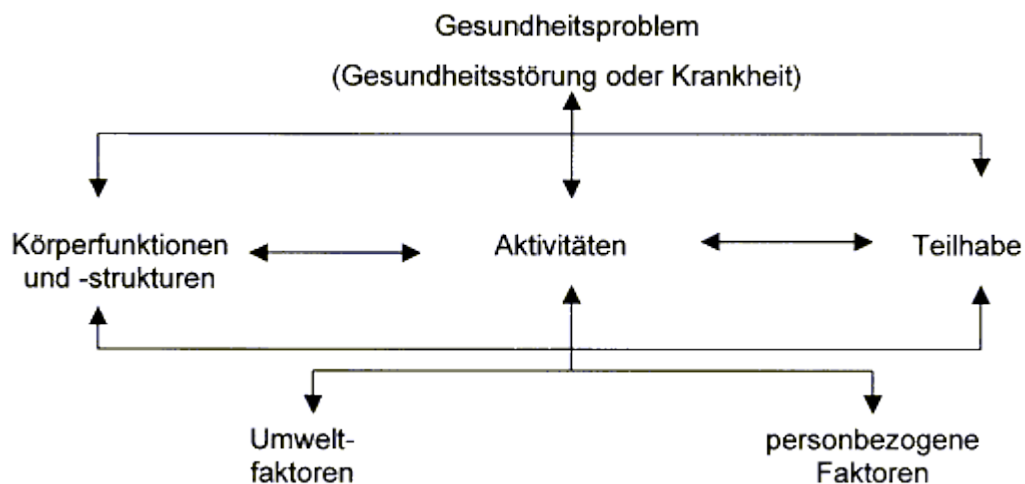 Gesundheitsproblem
(Gesundheitsstörung oder Krankheit)
Körperfunktionen
und -strukturen
Aktivitäten
Teilhabe
Umwelt-
faktoren
personbezogene
Faktoren